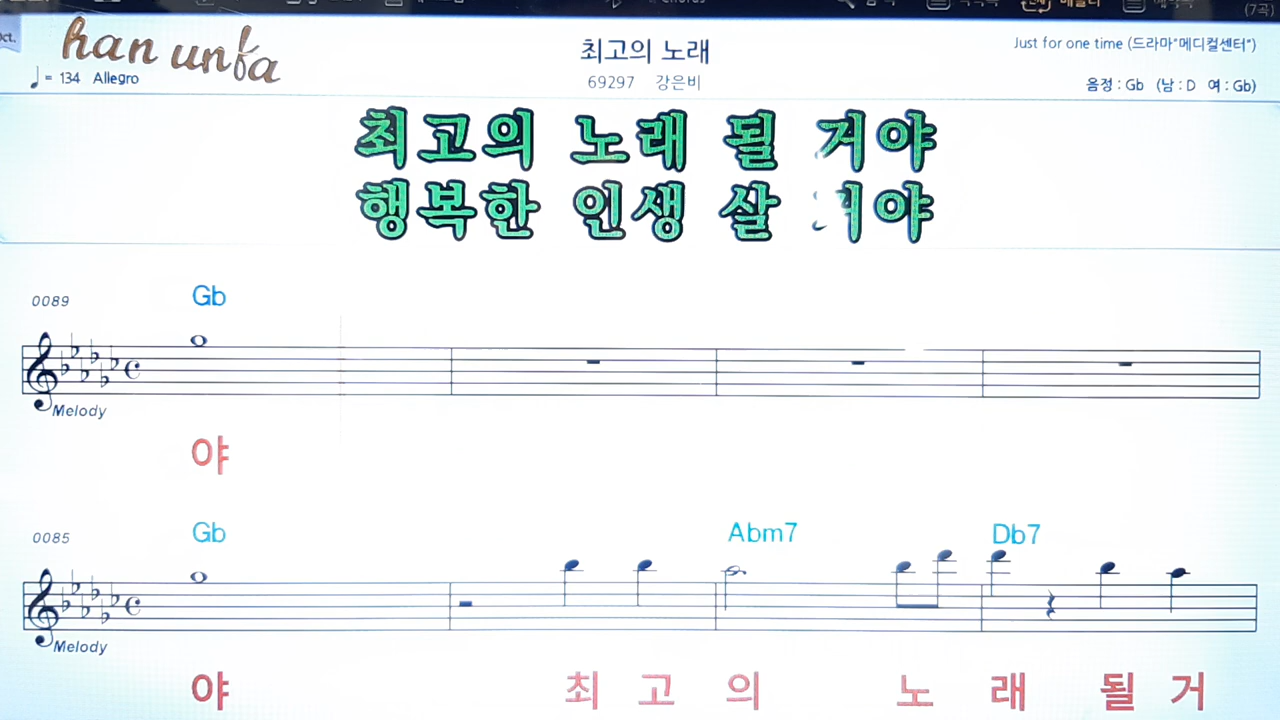 (7곡)
han unfa
최고의 노래
Just for one time (드라마"메디컬센터")
♩= 134 Allegro
69297 강은비
음정 : Gb (남 : D 여 : Gb)
최고의 노래 될 거야
행복한 인생 살 거야
0089
Gb
Melody
야
0085
Gb Abm7 Db7
Melody
야 최 고 의 노 래 될 거